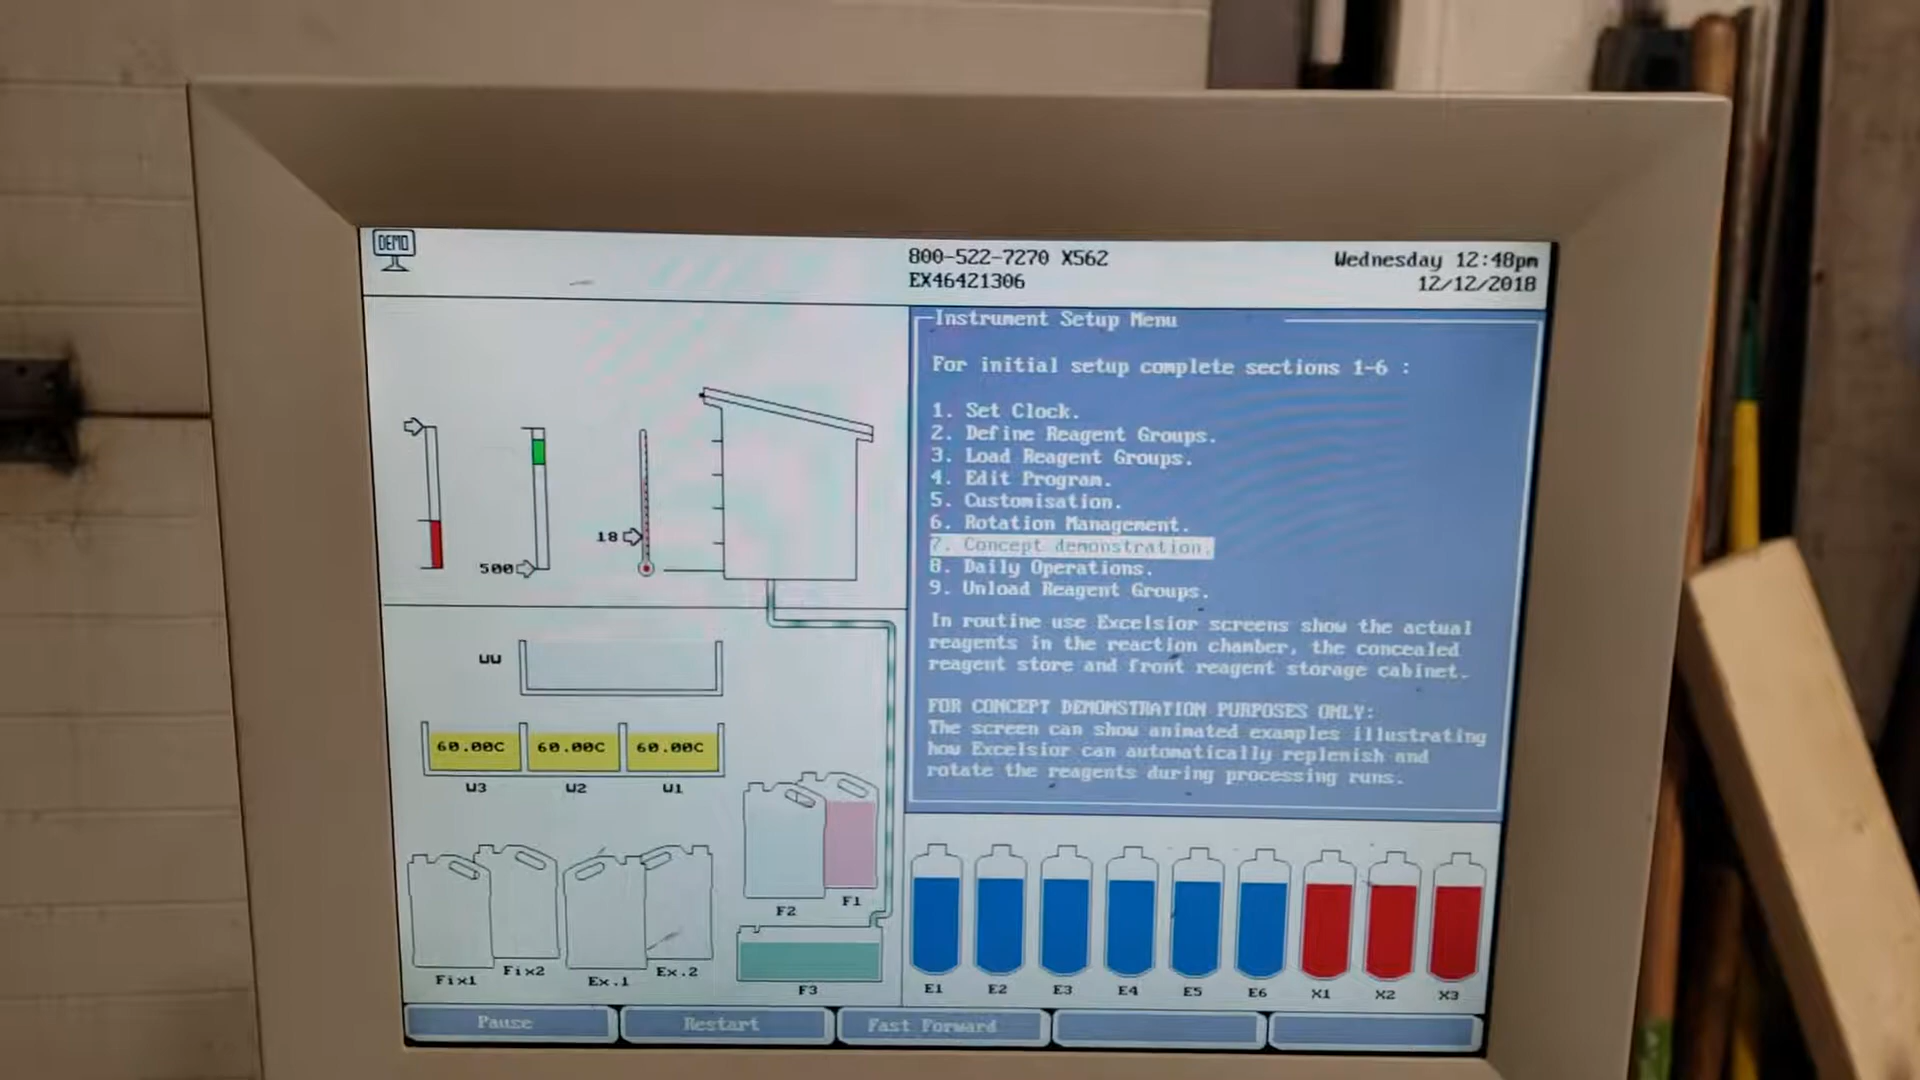 DEMO
800-522-7270 X562
EX46421306
Wednesday 12:48pm
12/12/2018
Instrument Setup Menu
For initial setup complete sections 1-6 :
1. Set Clock.
2. Define Reagent Groups.
3. Load Reagent Groups.
4. Edit Program.
5. Customisation.
6. Rotation Management.
7. Concept demonstration.
8. Daily Operations.
9. Unload Reagent Groups.
In routine use Excelsior screens show the actual
reagents in the reaction chamber, the concealed
reagent store and front reagent storage cabinet.
FOR CONCEPT DEMONSTRATION PURPOSES ONLY:
The screen can show animated examples illustrating
how Excelsior can automatically replenish and
rotate the reagents during processing runs.
500
18
WW
60.00C 60.00C 60.00C
W3 W2 W1
F2 F1
Fix1 Fix2 Ex.1 Ex.2
F3
E1 E2 E3 E4 E5 E6 X1 X2 X3
Pause Restart Fast Forward